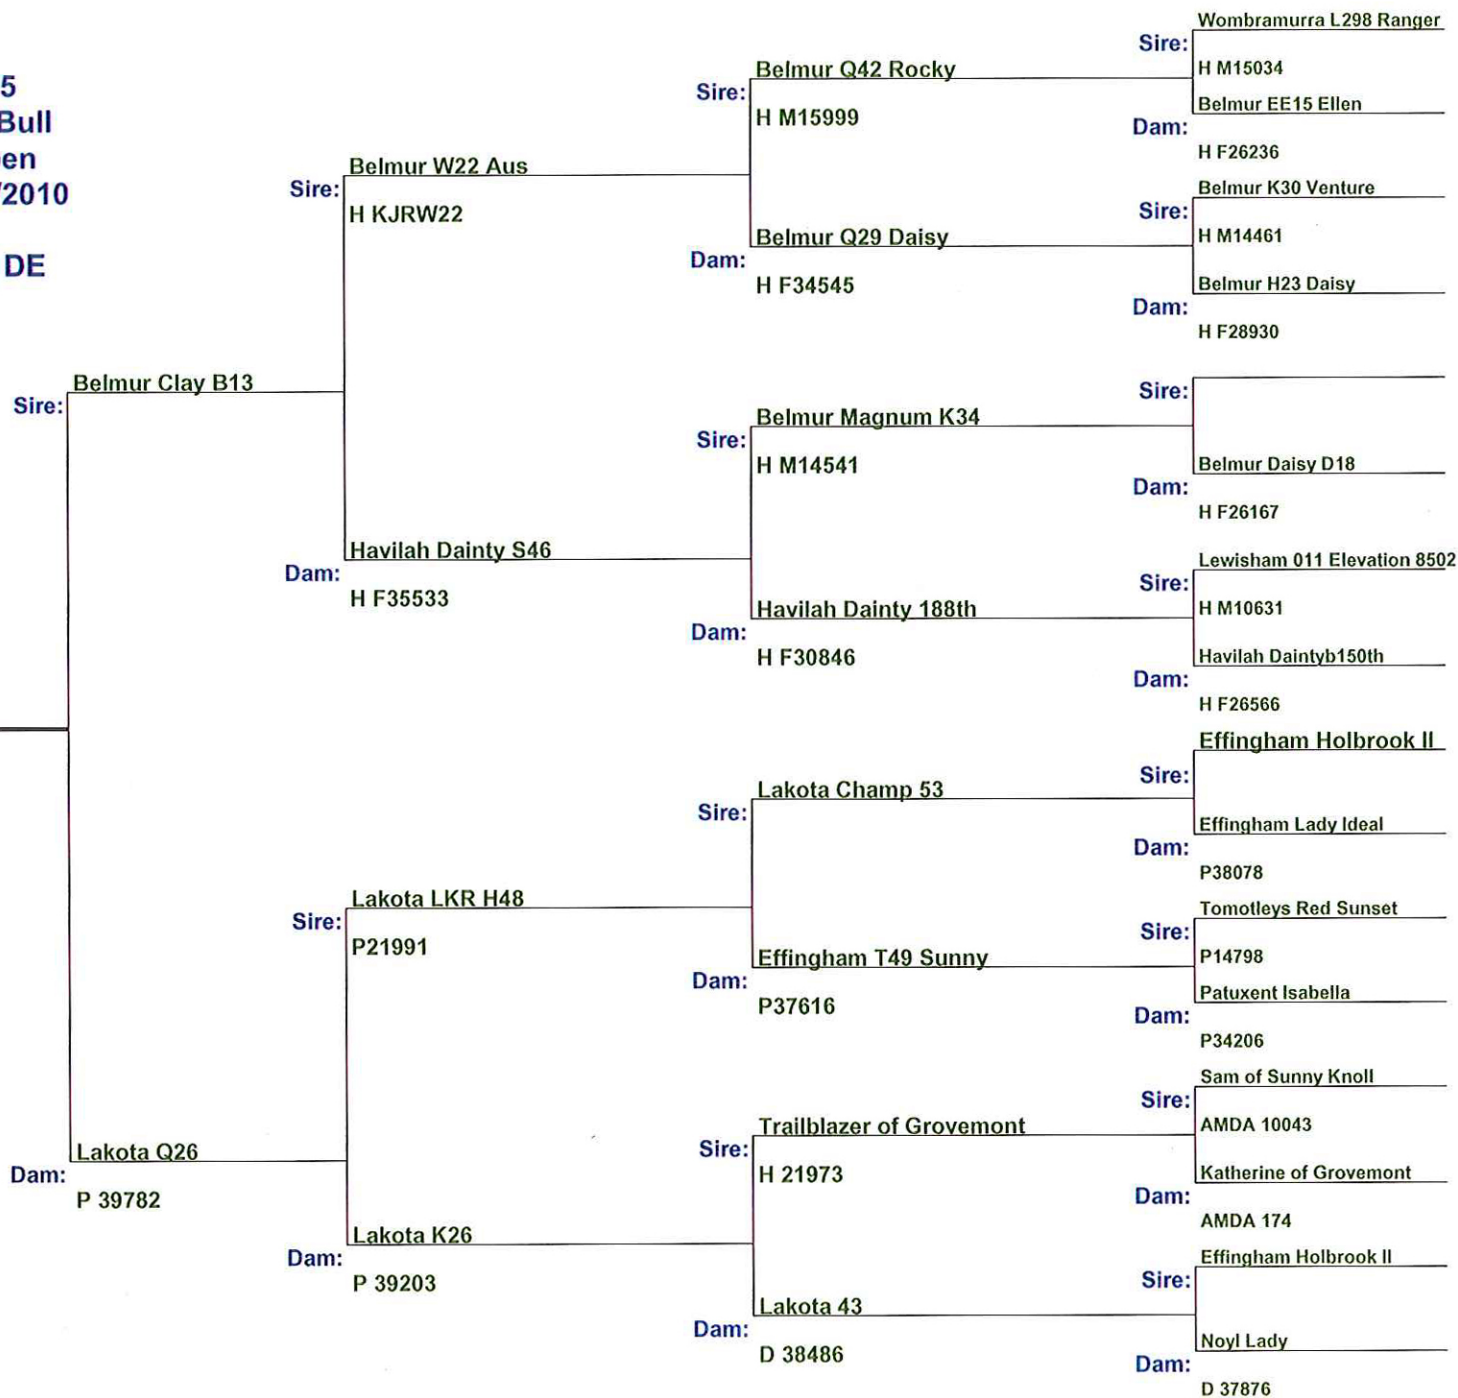 5
Bull
en
/2010
DE
Sire:
Belmur Clay B13
Dam:
Lakota Q26
P 39782
Sire:
Belmur W22 Aus
H KJRW22
Dam:
Havilah Dainty S46
H F35533
Sire:
Lakota LKR H48
P21991
Dam:
Lakota K26
P 39203
Sire:
Belmur Q42 Rocky
H M15999
Dam:
Belmur Q29 Daisy
H F34545
Sire:
Belmur Magnum K34
H M14541
Dam:
Havilah Dainty 188th
H F30846
Sire:
Lakota Champ 53
Dam:
Effingham T49 Sunny
P37616
Sire:
Trailblazer of Grovemont
H 21973
Dam:
Lakota 43
D 38486
Sire:
Wombramurra L298 Ranger
H M15034
Belmur EE15 Ellen
Dam:
H F26236
Belmur K30 Venture
Sire:
H M14461
Belmur H23 Daisy
Dam:
H F28930
Sire:
Belmur Daisy D18
Dam:
H F26167
Lewisham 011 Elevation 8502
Sire:
H M10631
Havilah Daintyb150th
Dam:
H F26566
Effingham Holbrook II
Sire:
Effingham Lady Ideal
Dam:
P38078
Tomotleys Red Sunset
Sire:
P14798
Patuxent Isabella
Dam:
P34206
Sam of Sunny Knoll
Sire:
AMDA 10043
Katherine of Grovemont
Dam:
AMDA 174
Effingham Holbrook II
Sire:
Noyl Lady
Dam:
D 37876